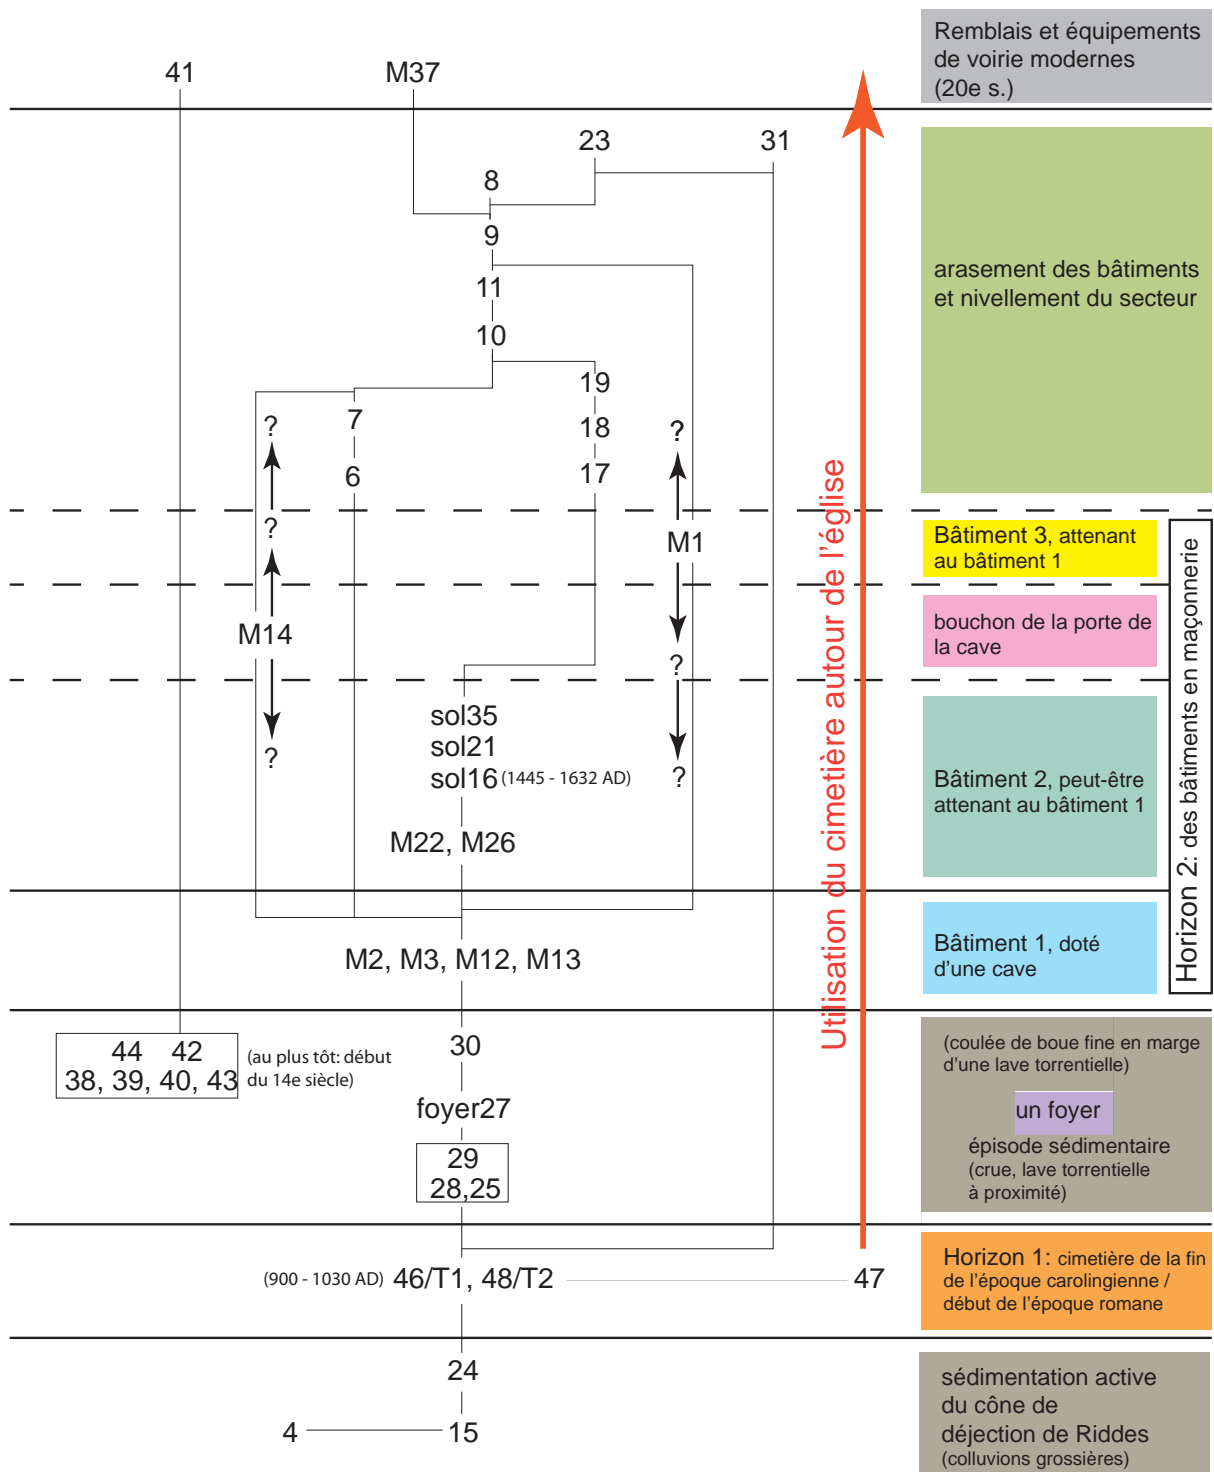 Remblais et équipements
de voirie modernes
(20e s.)
41
M37
23
31
8
9
11
10
19
7
18
6
17
arasement des bâtiments
et nivellement du secteur
?
?
?
?
?
?
M1
M14
Bâtiment 3, attenant
au bâtiment 1
bouchon de la porte de
la cave
sol35
sol21
sol16 (1445 - 1632 AD)
M22, M26
Bâtiment 2, peut-être
attenant au bâtiment 1
M2, M3, M12, M13
Bâtiment 1, doté
d'une cave
Horizon 2: des bâtiments en maçonnerie
Utilisation du cimetière autour de l'église
44 42
38, 39, 40, 43
(au plus tôt: début
du 14e siècle)
30
foyer27
29
28,25
(coulée de boue fine en marge
d'une lave torrentielle)
un foyer
épisode sédimentaire
(crue, lave torrentielle
à proximité)
(900 - 1030 AD) 46/T1, 48/T2
47
Horizon 1: cimetière de la fin
de l'époque carolingienne /
début de l'époque romane
24
4
15
sédimentation active
du cône de
déjection de Riddes
(colluvions grossières)